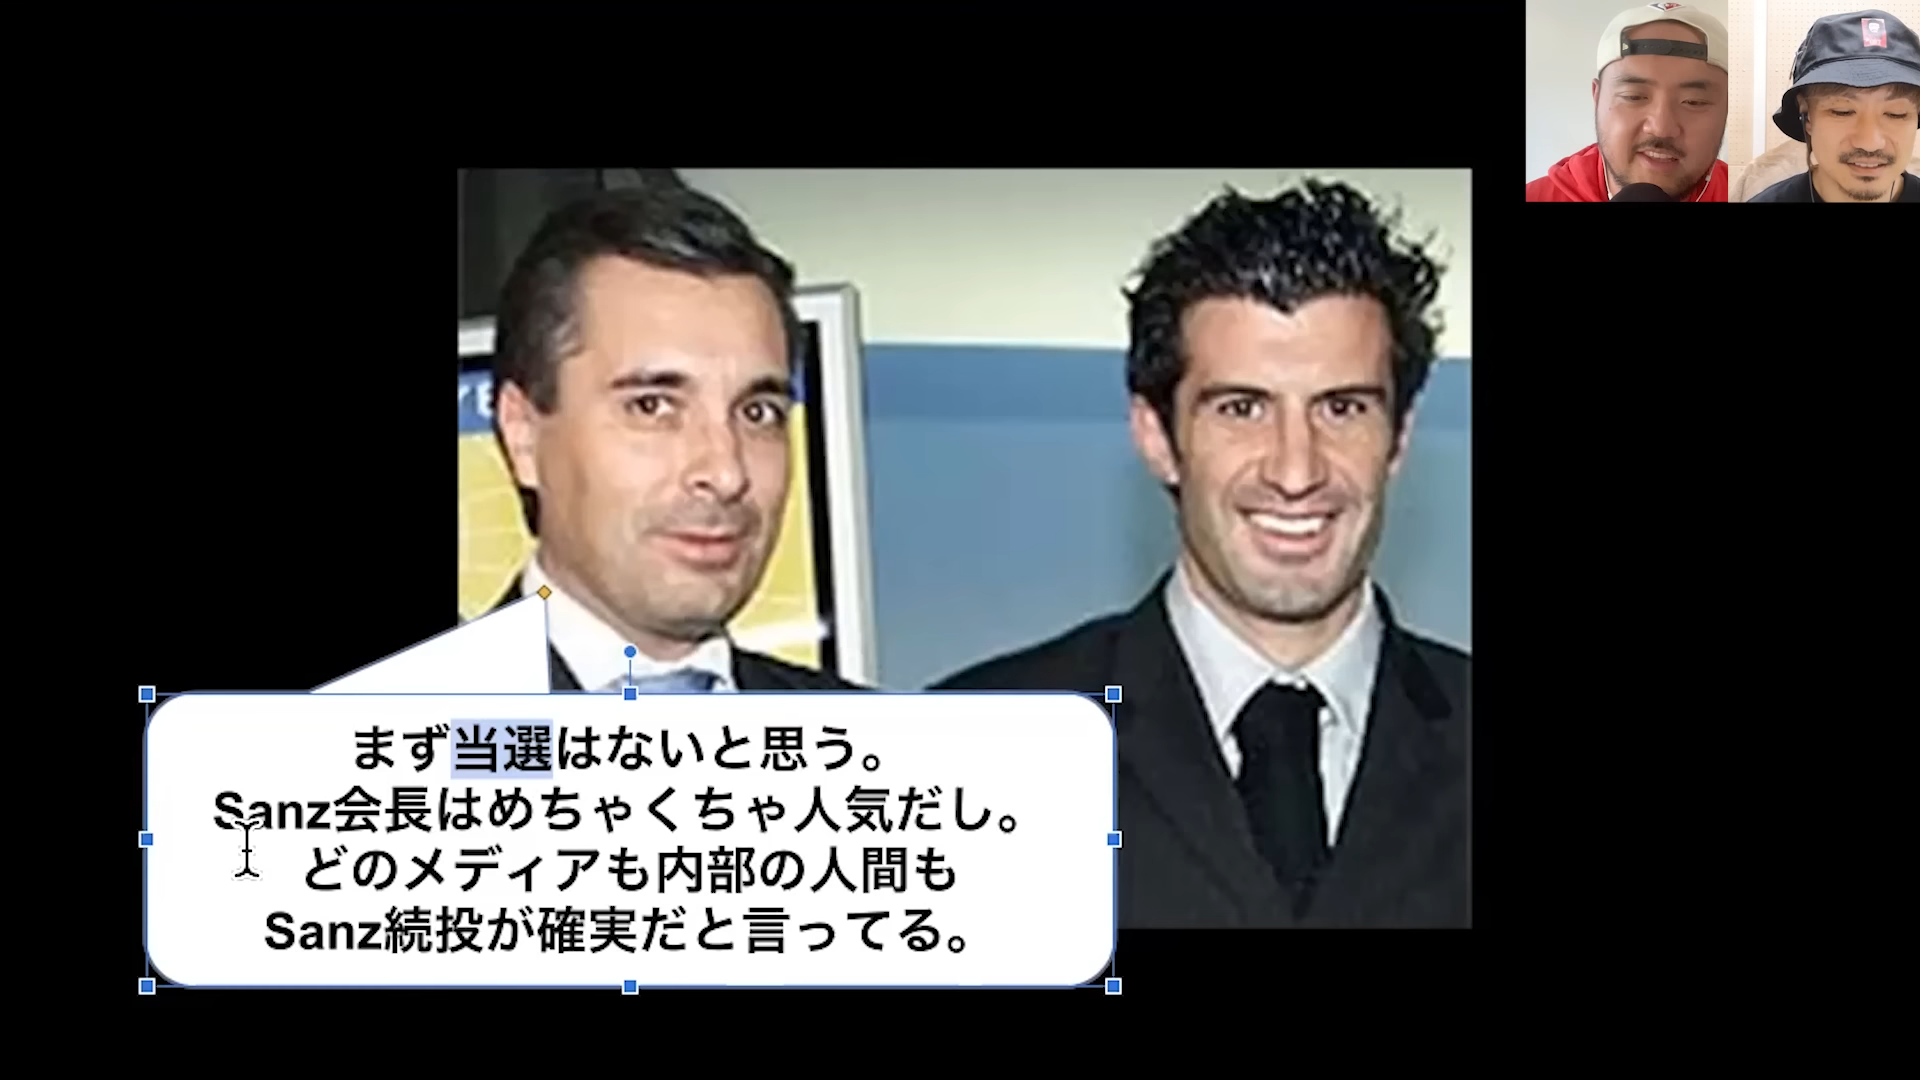 まず当選はないと思う。
Sanz会長はめちゃくちゃ人気だし。
どのメディアも内部の人間も
Sanz続投が確実だと言ってる。